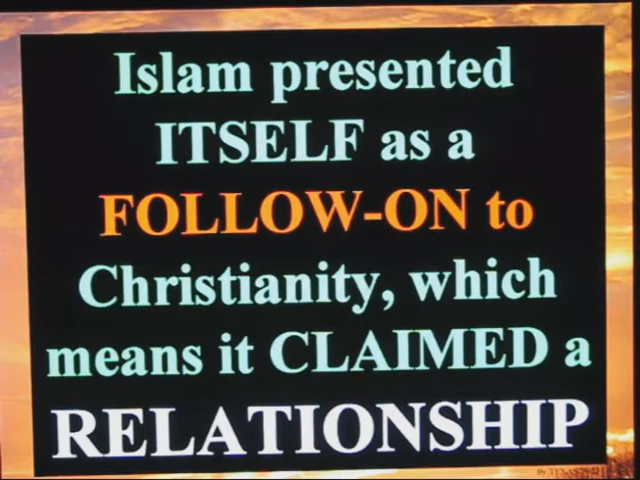 Islam presented
ITSELF as a
FOLLOW-ON to
Christianity, which
means it CLAIMED a
RELATIONSHIP